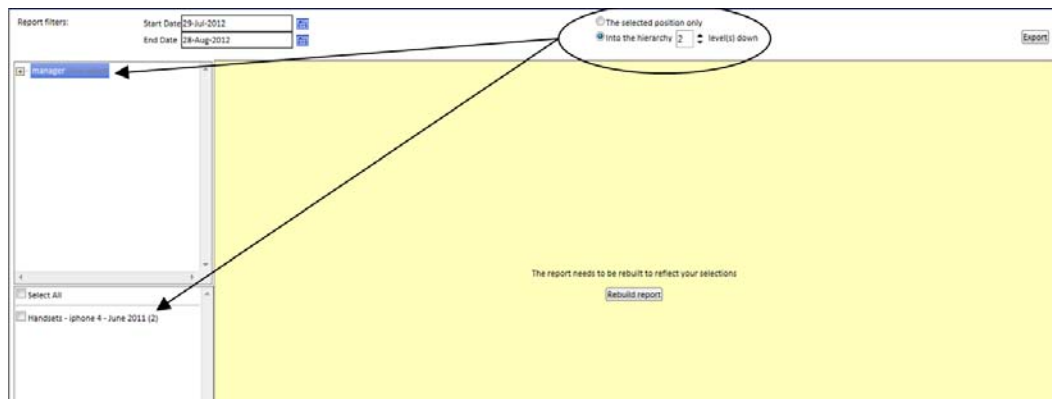 Report filters:
Start Date 29-Jul-2012
End Date 28-Aug-2012
The selected position only
Into the hierarchy 2 level(s) down
Export
manager
Select All
Handsets - iphone 4 - June 2011 (2)
The report needs to be rebuilt to reflect your selections
Rebuild report